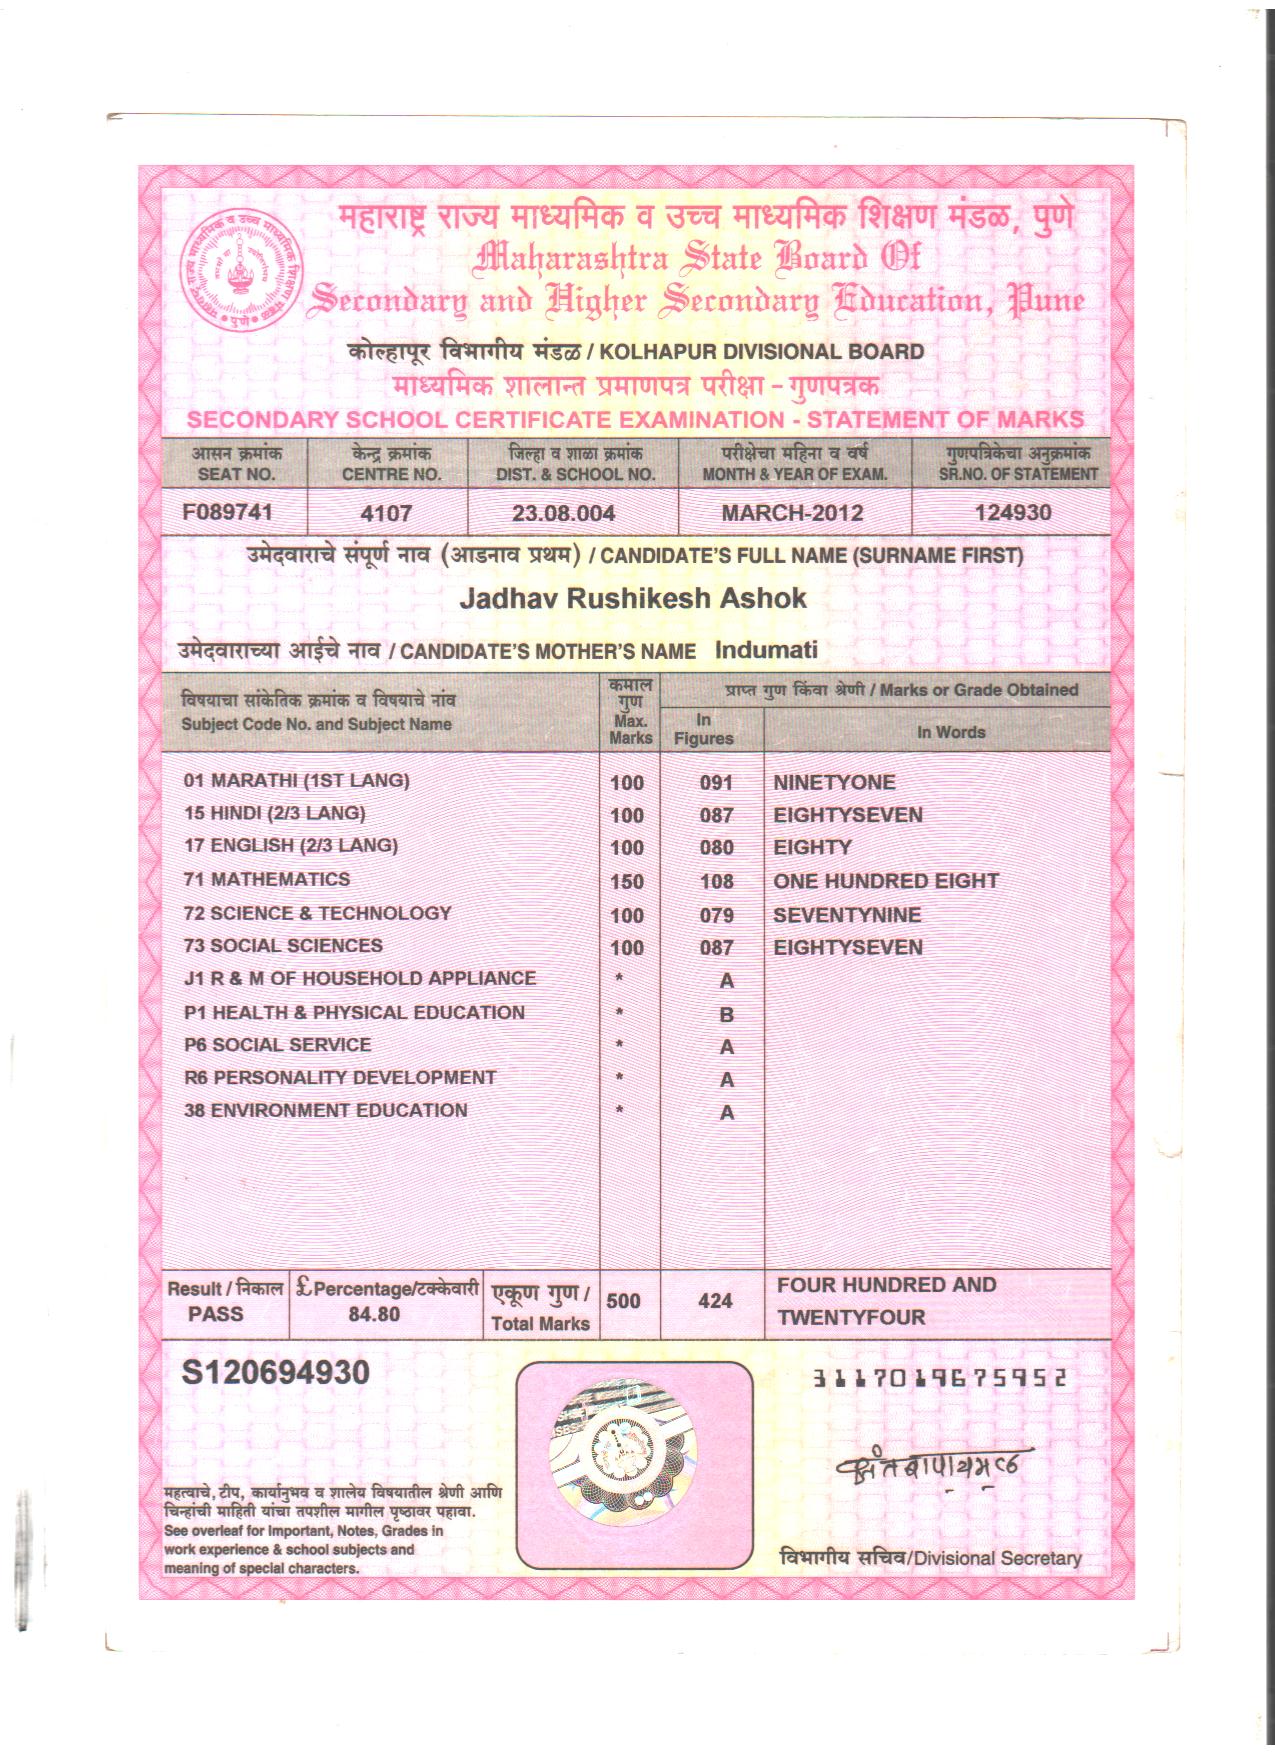 महाराष्ट्र राज्य माध्यमिक व उच्च माध्यमिक शिक्षण मंडळ, पुणे
Maharashtra State Board Of
Secondary and Higher Secondary Education, Pune
कोल्हापूर विभागीय मंडळ / KOLHAPUR DIVISIONAL BOARD
माध्यमिक शालान्त प्रमाणपत्र परीक्षा - गुणपत्रक
SECONDARY SCHOOL CERTIFICATE EXAMINATION - STATEMENT OF MARKS
आसन क्रमांक केन्द्र क्रमांक जिल्हा व शाळा क्रमांक परीक्षेचा महिना व वर्ष गुणपत्रिकेचा अनुक्रमांक
SEAT NO. CENTRE NO. DIST. & SCHOOL NO. MONTH & YEAR OF EXAM. SR.NO. OF STATEMENT
F089741 4107 23.08.004 MARCH-2012 124930
उमेदवाराचे संपूर्ण नाव (आडनाव प्रथम) / CANDIDATE'S FULL NAME (SURNAME FIRST)
Jadhav Rushikesh Ashok
उमेदवाराच्या आईचे नाव / CANDIDATE'S MOTHER'S NAME Indumati
विषयाचा सांकेतिक क्रमांक व विषयाचे नांव
Subject Code No. and Subject Name
कमाल
गुण
Max.
Marks
प्राप्त गुण किंवा श्रेणी / Marks or Grade Obtained
In
Figures
In Words
01 MARATHI (1ST LANG) 100 091 NINETYONE
15 HINDI (2/3 LANG) 100 087 EIGHTYSEVEN
17 ENGLISH (2/3 LANG) 100 080 EIGHTY
71 MATHEMATICS 150 108 ONE HUNDRED EIGHT
72 SCIENCE & TECHNOLOGY 100 079 SEVENTYNINE
73 SOCIAL SCIENCES 100 087 EIGHTYSEVEN
J1 R & M OF HOUSEHOLD APPLIANCE * A
P1 HEALTH & PHYSICAL EDUCATION * B
P6 SOCIAL SERVICE * A
R6 PERSONALITY DEVELOPMENT * A
38 ENVIRONMENT EDUCATION * A
Result / निकाल
PASS
£ Percentage/टक्केवारी
84.80
एकूण गुण /
Total Marks
500 424
FOUR HUNDRED AND
TWENTYFOUR
S120694930
3117019675952
महत्वाचे, टीप, कार्यानुभव व शालेय विषयातील श्रेणी आणि
चिन्हांची माहिती यांचा तपशील मागील पृष्ठावर पहावा.
See overleaf for Important, Notes, Grades in
work experience & school subjects and
meaning of special characters.
विभागीय सचिव/Divisional Secretary